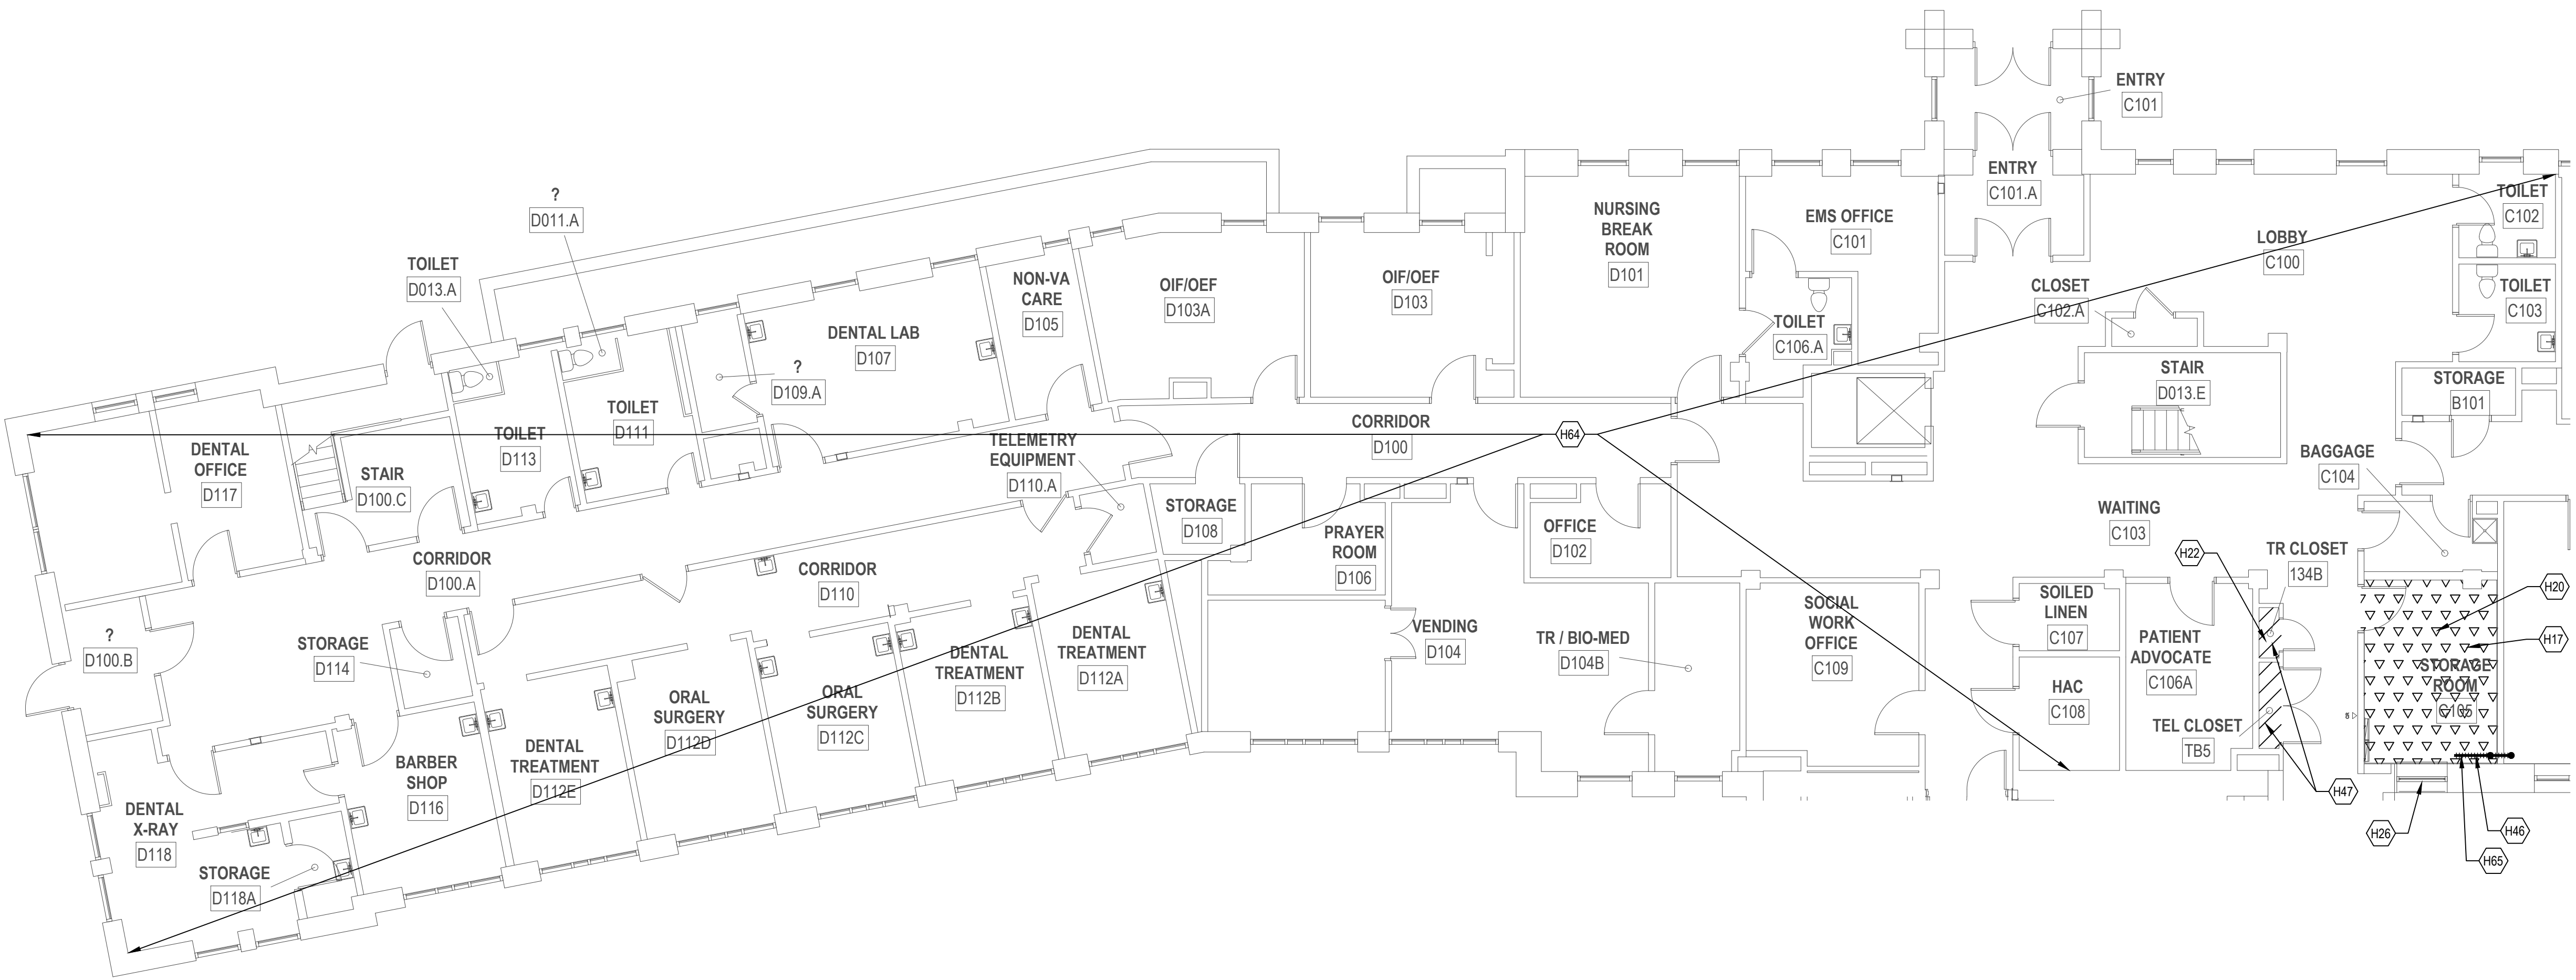 ENTRY
C101
ENTRY
C101.A
?
D011.A
TOILET
D013.A
NON-VA
CARE
D105
OIF/OEF
D103A
OIF/OEF
D103
NURSING
BREAK
ROOM
D101
EMS OFFICE
C101
TOILET
C106.A
LOBBY
C100
TOILET
C102
CLOSET
C102.A
TOILET
C103
DENTAL LAB
D107
?
D109.A
STAIR
D013.E
STORAGE
B101
TOILET
D111
TOILET
D113
DENTAL
OFFICE
D117
STAIR
D100.C
TELEMETRY
EQUIPMENT
D110.A
CORRIDOR
D100
H64
BAGGAGE
C104
STORAGE
D108
PRAYER
ROOM
D106
OFFICE
D102
WAITING
C103
CORRIDOR
D100.A
CORRIDOR
D110
H22
TR CLOSET
134B
H20
?
D100.B
STORAGE
D114
DENTAL
TREATMENT
D112A
DENTAL
TREATMENT
D112B
VENDING
D104
TR / BIO-MED
D104B
SOCIAL
WORK
OFFICE
C109
SOILED
LINEN
C107
PATIENT
ADVOCATE
C106A
H17
STORAGE
ROOM
C105
ORAL
SURGERY
D112D
ORAL
SURGERY
D112C
HAC
C108
TEL CLOSET
TB5
DENTAL
TREATMENT
D112E
BARBER
SHOP
D116
DENTAL
X-RAY
D118
STORAGE
D118A
H47
H26
H46
H65